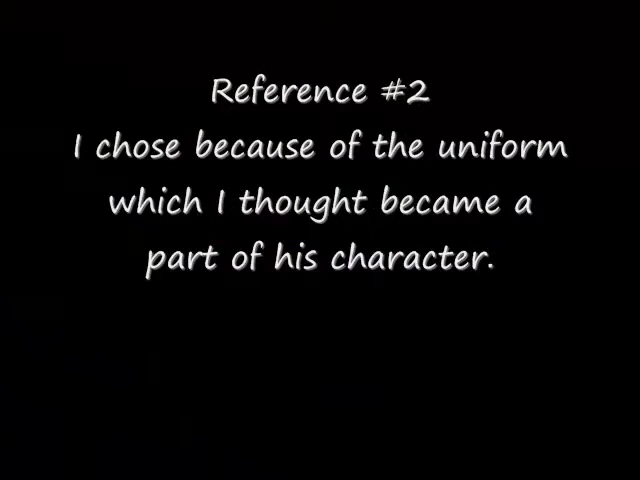 Reference #2
I chose because of the uniform
which I thought became a
part of his character.